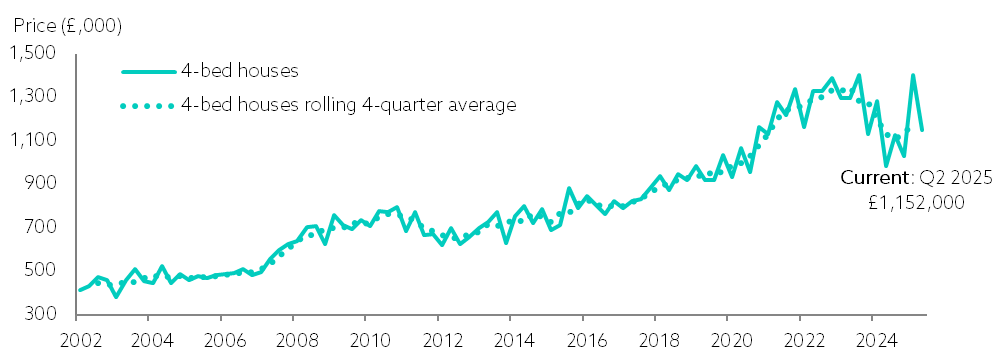 Price (£,000)
1,500
4-bed houses
1,300
4-bed houses rolling 4-quarter average
1,100
Current: Q2 2025
900
£1,152,000
700
500
300
2002 2004 2006 2008 2010 2012 2014 2016 2018 2020 2022 2024